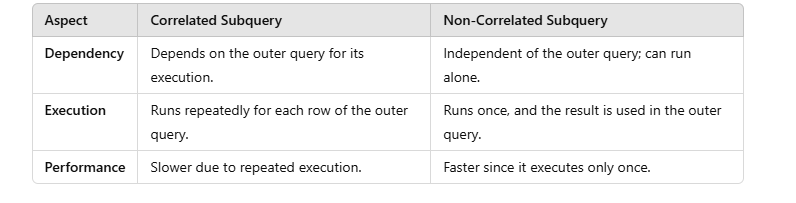 Aspect Correlated Subquery Non-Correlated Subquery
Dependency Depends on the outer query for its Independent of the outer query; can run
execution. alone.
Execution Runs repeatedly for each row of the outer Runs once, and the result is used in the outer
query. query.
Performance Slower due to repeated execution. Faster since it executes only once.